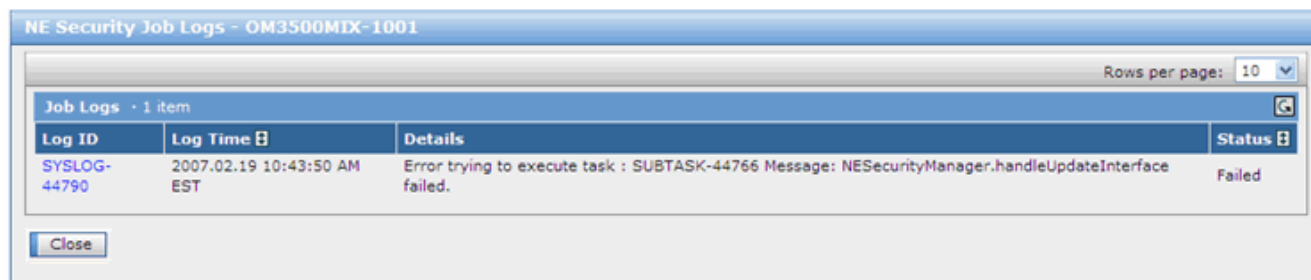 NE Security Job Logs - OM3500MIX-1001
Rows per page: 10
Job Logs · 1 item
Log ID Log Time Details Status
SYSLOG-44790 2007.02.19 10:43:50 AM EST Error trying to execute task : SUBTASK-44766 Message: NESecurityManager.handleUpdateInterface failed. Failed
Close